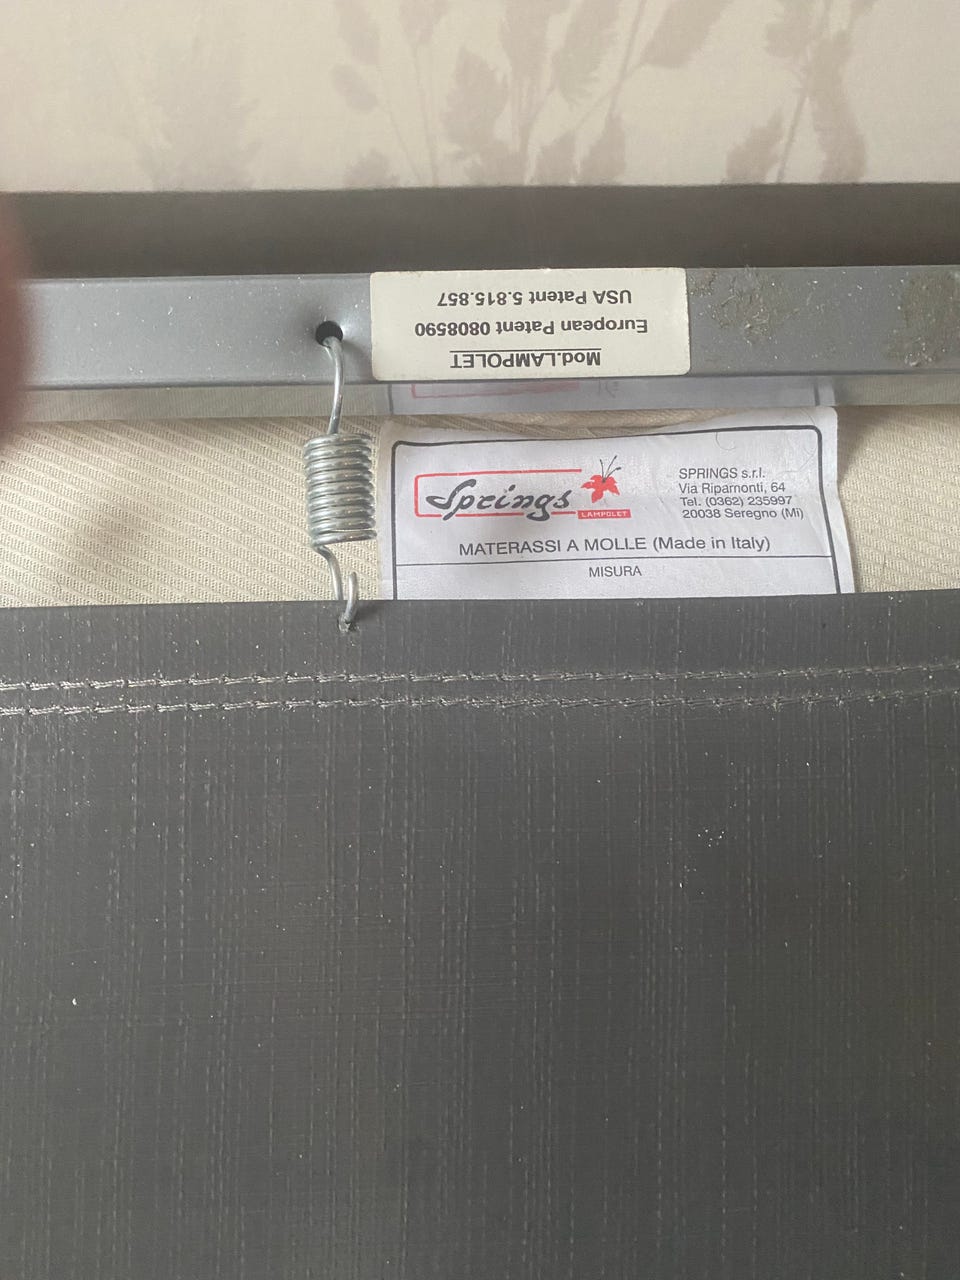 Mod.LAMPOLET
European Patent 0808590
USA Patent 5.815.857
Springs
LAMPOLET
SPRINGS s.r.l.
Via Ripamonti, 64
Tel. (0362) 235997
20038 Seregno (Mi)
MATERASSI A MOLLE (Made in Italy)
MISURA